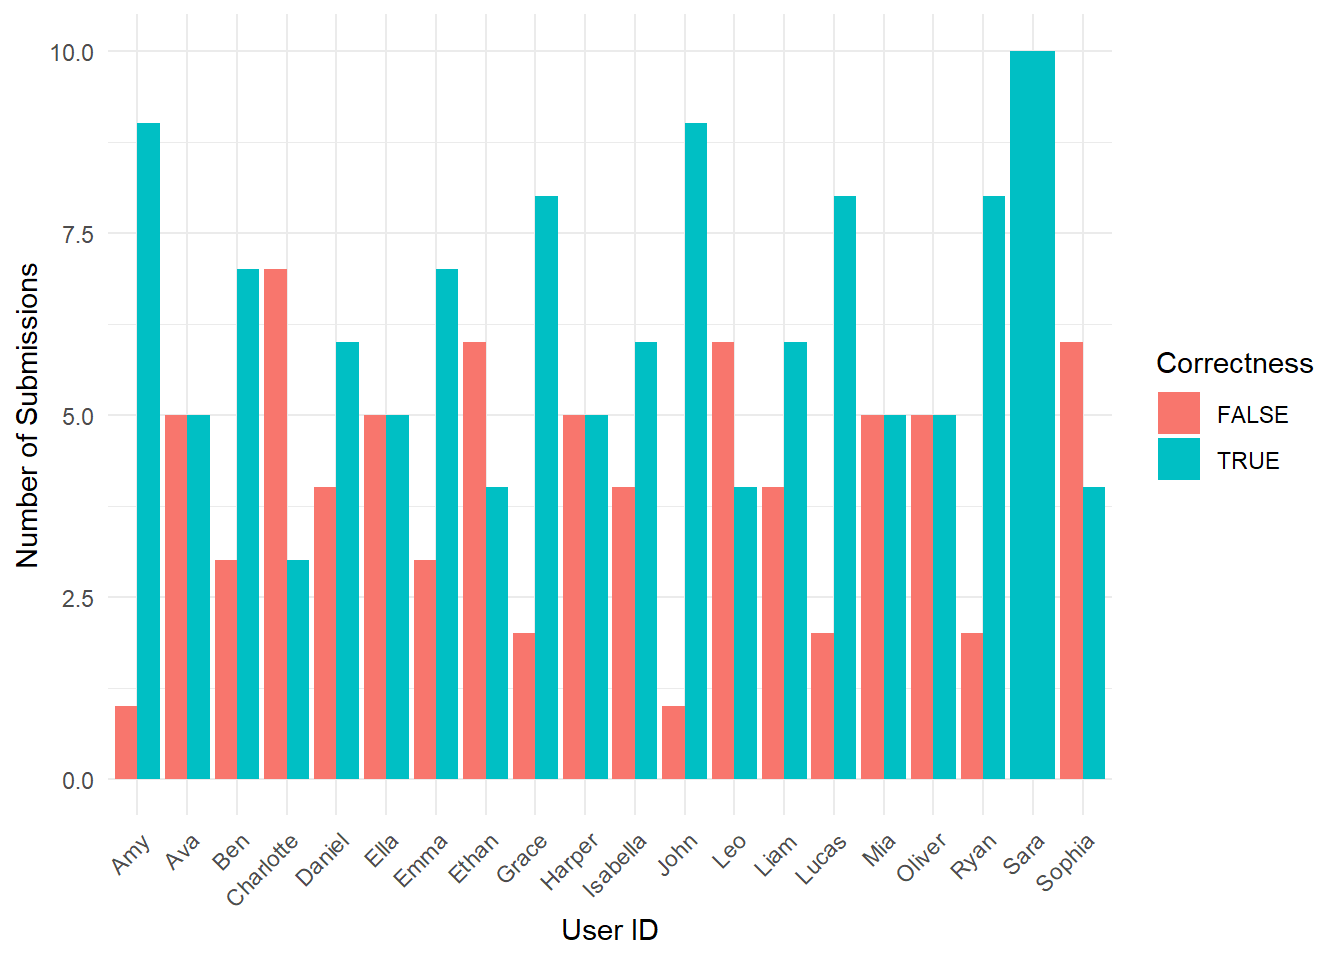 10.0
7.5
5.0
2.5
0.0
Number of Submissions
Amy
Ava
Ben
Charlotte
Daniel
Ella
Emma
Ethan
Grace
Harper
Isabella
John
Leo
Liam
Lucas
Mia
Oliver
Ryan
Sara
Sophia
User ID
Correctness
FALSE
TRUE